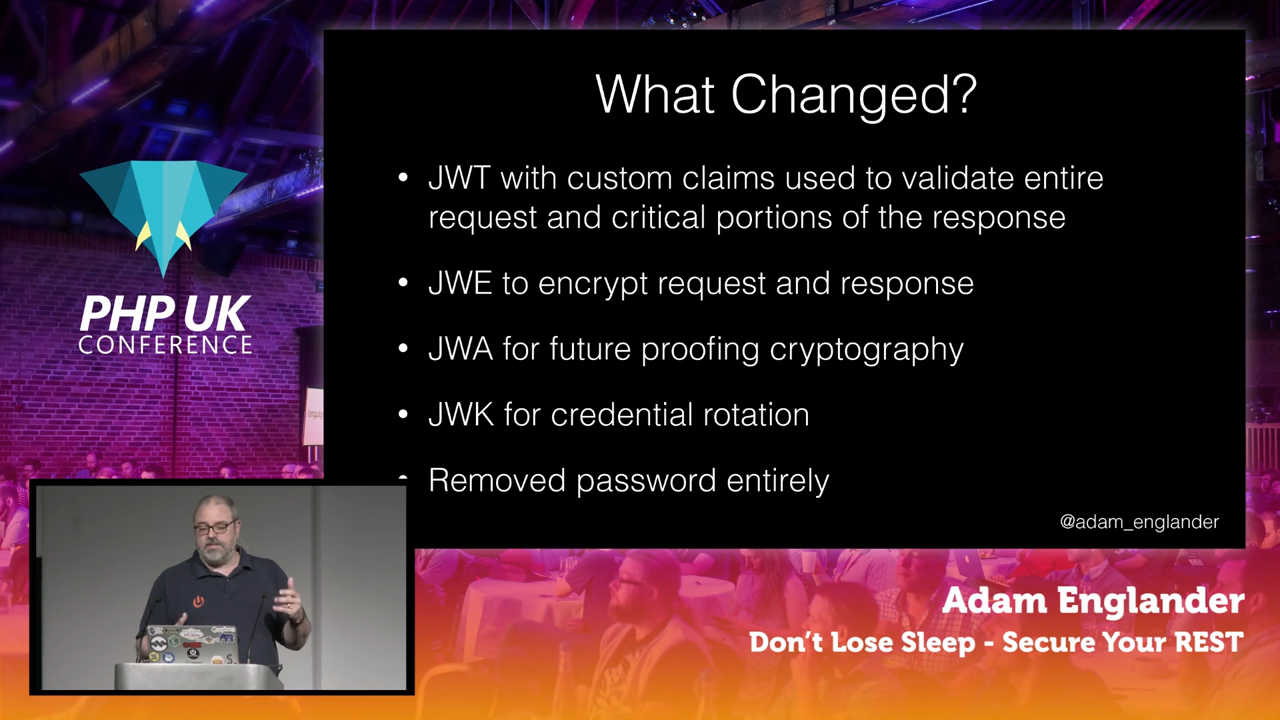 What Changed?
• JWT with custom claims used to validate entire
request and critical portions of the response
• JWE to encrypt request and response
• JWA for future proofing cryptography
• JWK for credential rotation
• Removed password entirely
@adam_englander
PHP UK
CONFERENCE
Adam Englander
Don't Lose Sleep - Secure Your REST